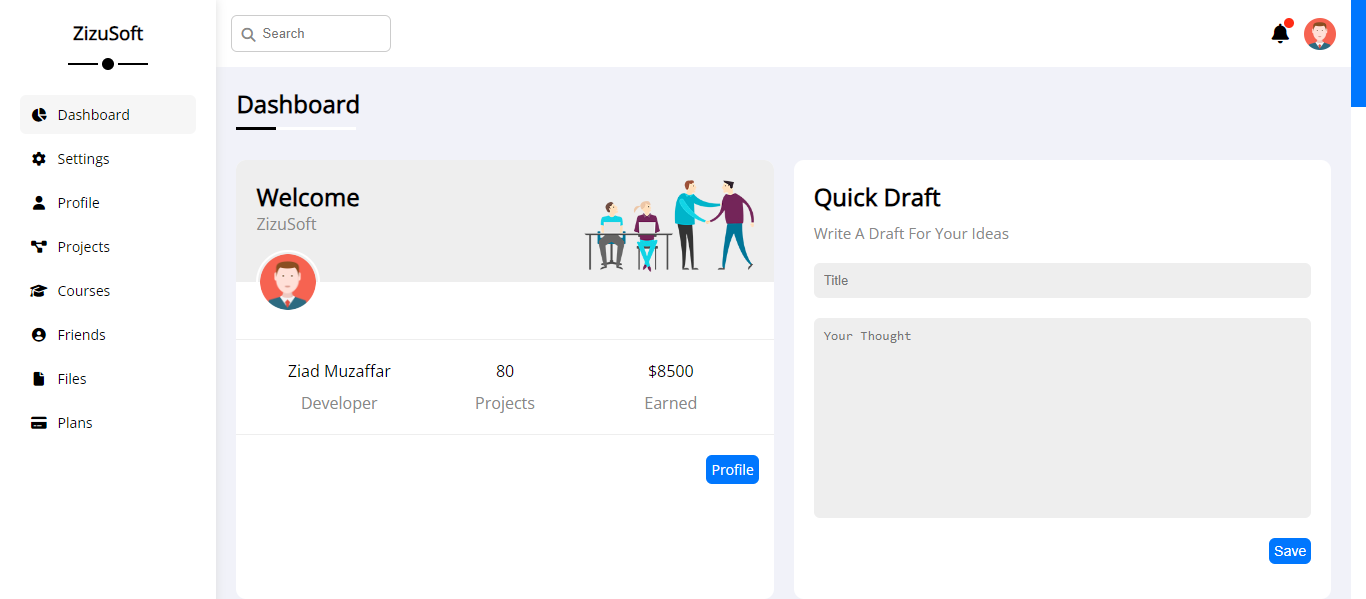 ZizuSoft
Search
Dashboard
Settings
Profile
Projects
Courses
Friends
Files
Plans
Dashboard
Welcome
ZizuSoft
Ziad Muzaffar
Developer
80
Projects
$8500
Earned
Profile
Quick Draft
Write A Draft For Your Ideas
Title
Your Thought
Save